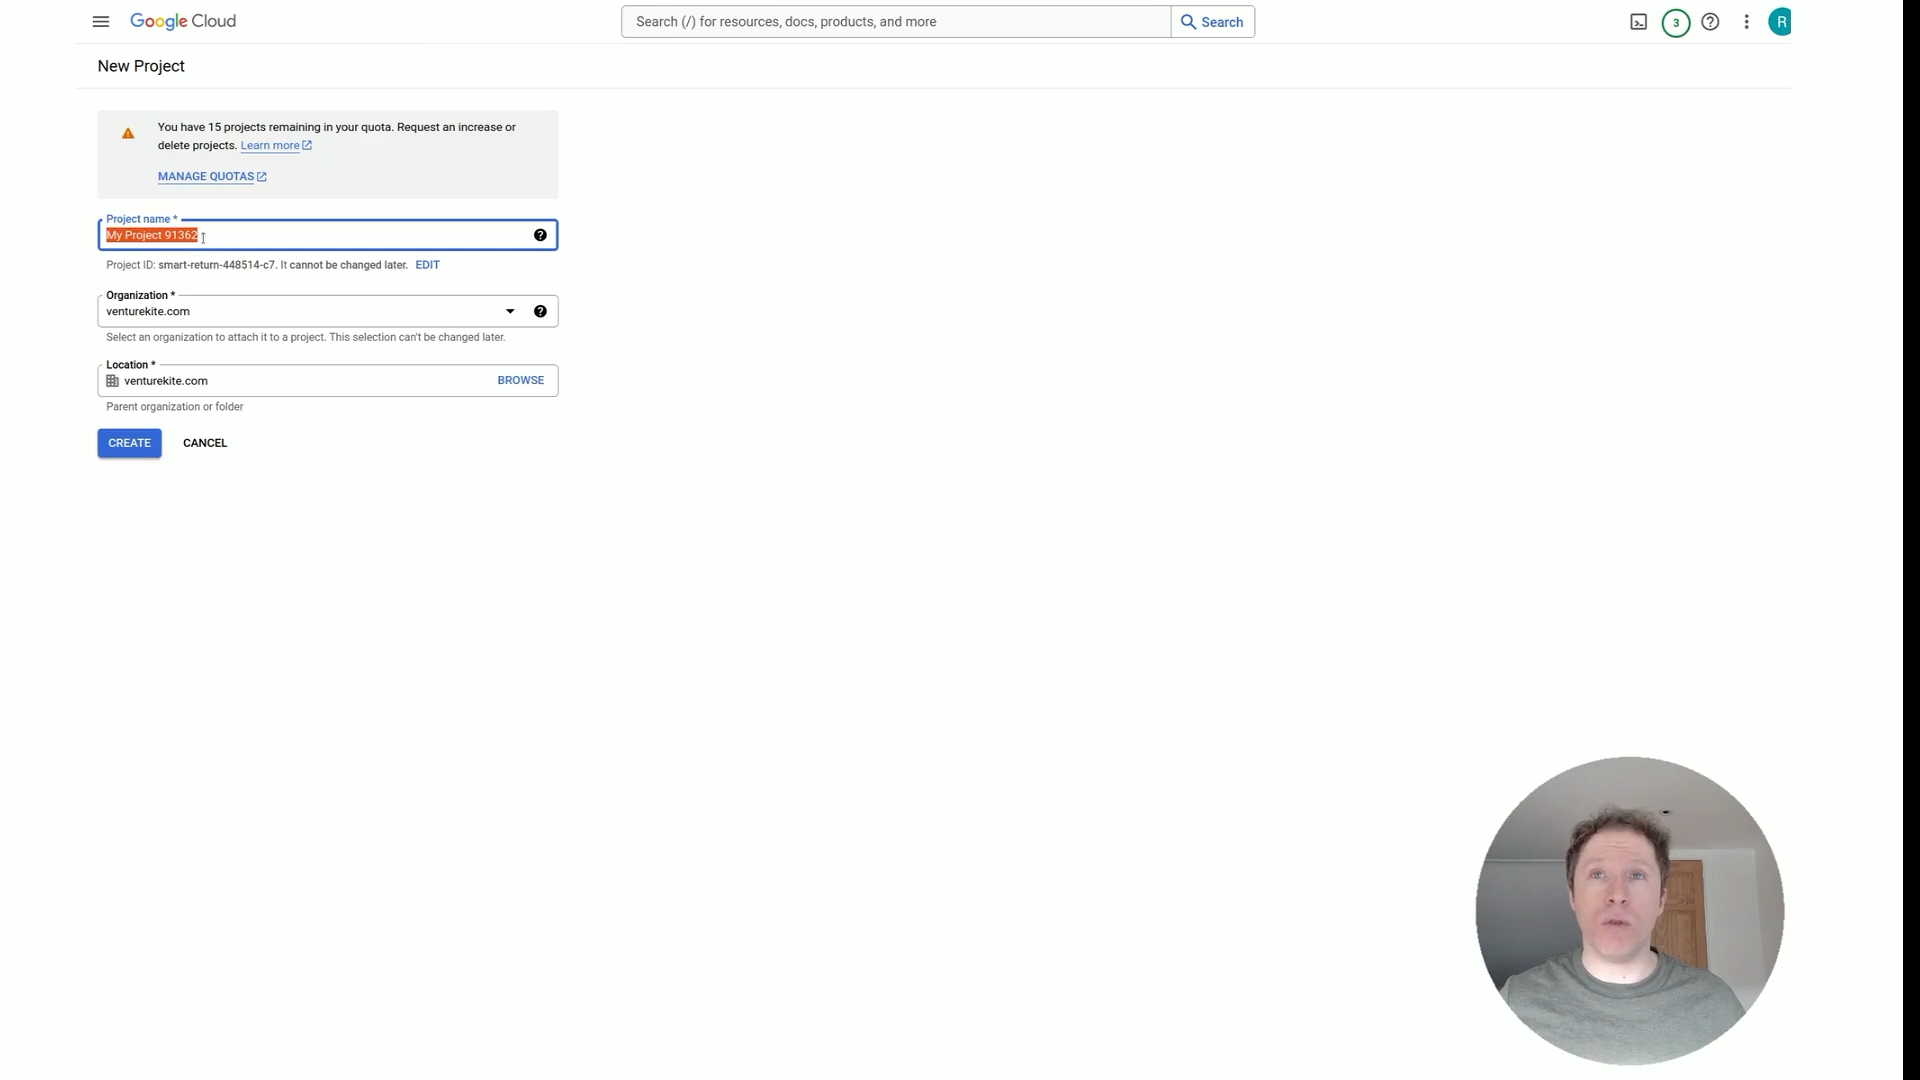 Google Cloud
Search (/) for resources, docs, products, and more
Search
3
R
New Project
You have 15 projects remaining in your quota. Request an increase or
delete projects. Learn more
MANAGE QUOTAS
Project name *
My Project 91362
Project ID: smart-return-448514-c7. It cannot be changed later. EDIT
Organization *
venturekite.com
Select an organization to attach it to a project. This selection can't be changed later.
Location *
venturekite.com
BROWSE
Parent organization or folder
CREATE
CANCEL